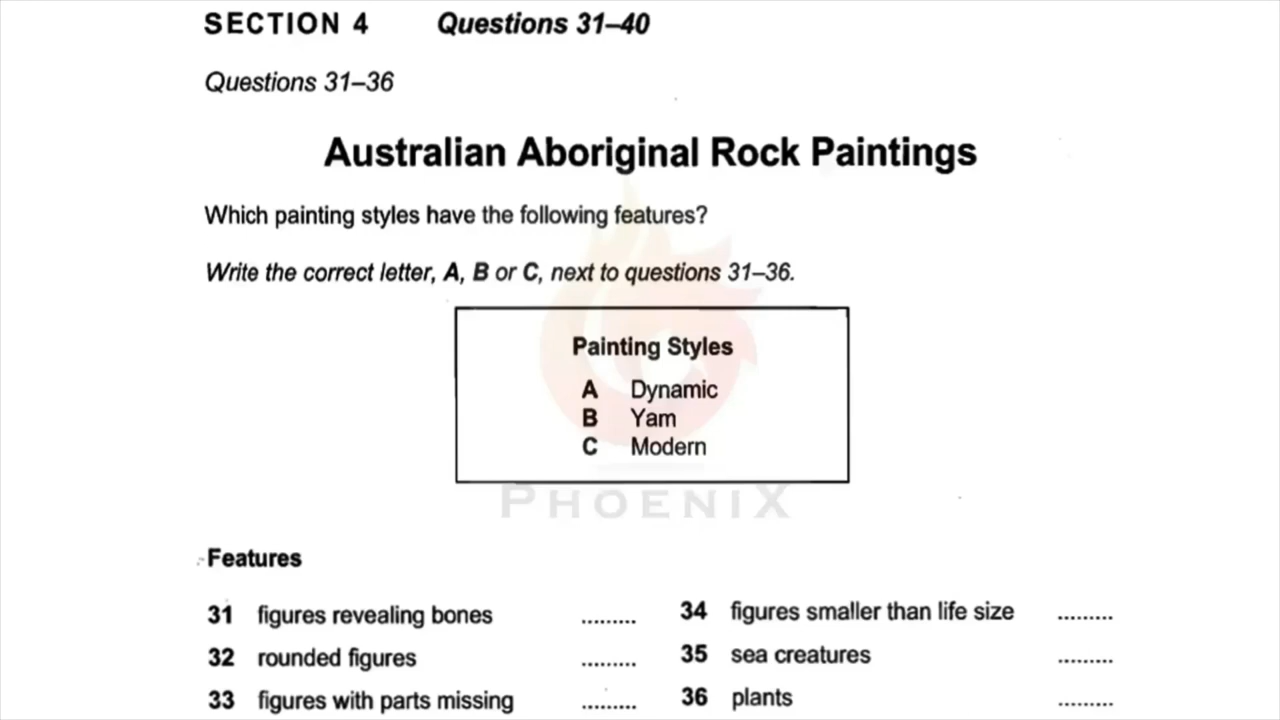 SECTION 4 Questions 31–40
Questions 31–36
Australian Aboriginal Rock Paintings
Which painting styles have the following features?
Write the correct letter, A, B or C, next to questions 31–36.
Painting Styles
A Dynamic
B Yam
C Modern
PHOENIX
Features
31 figures revealing bones .........
32 rounded figures .........
33 figures with parts missing .........
34 figures smaller than life size .........
35 sea creatures .........
36 plants .........